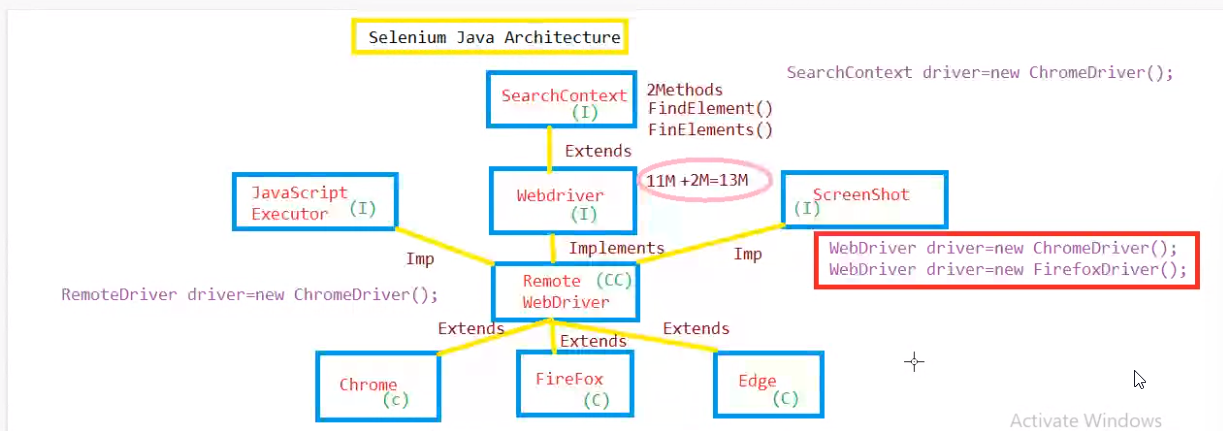 Selenium Java Architecture
SearchContext driver=new ChromeDriver();
SearchContext
(I)
2Methods
FindElement()
FinElements()
Extends
JavaScript
Executor (I)
Webdriver
(I)
11M +2M=13M
ScreenShot
(I)
Imp
Implements
Imp
WebDriver driver=new ChromeDriver();
WebDriver driver=new FirefoxDriver();
RemoteDriver driver=new ChromeDriver();
Remote (CC)
WebDriver
Extends
Extends
Extends
Chrome
(c)
FireFox
(C)
Edge
(C)
Activate Windows